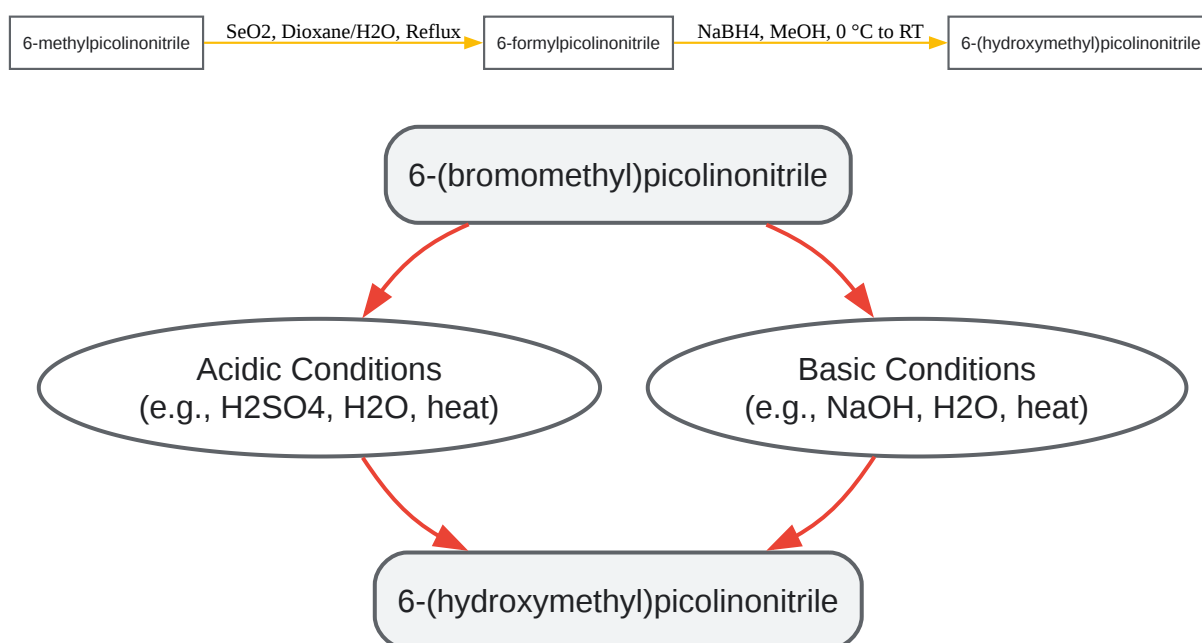 6-methylpicolinonitrile
SeO2, Dioxane/H2O, Reflux
6-formylpicolinonitrile
NaBH4, MeOH, 0 °C to RT
6-(hydroxymethyl)picolinonitrile
6-(bromomethyl)picolinonitrile
Acidic Conditions
(e.g., H2SO4, H2O, heat)
Basic Conditions
(e.g., NaOH, H2O, heat)
6-(hydroxymethyl)picolinonitrile